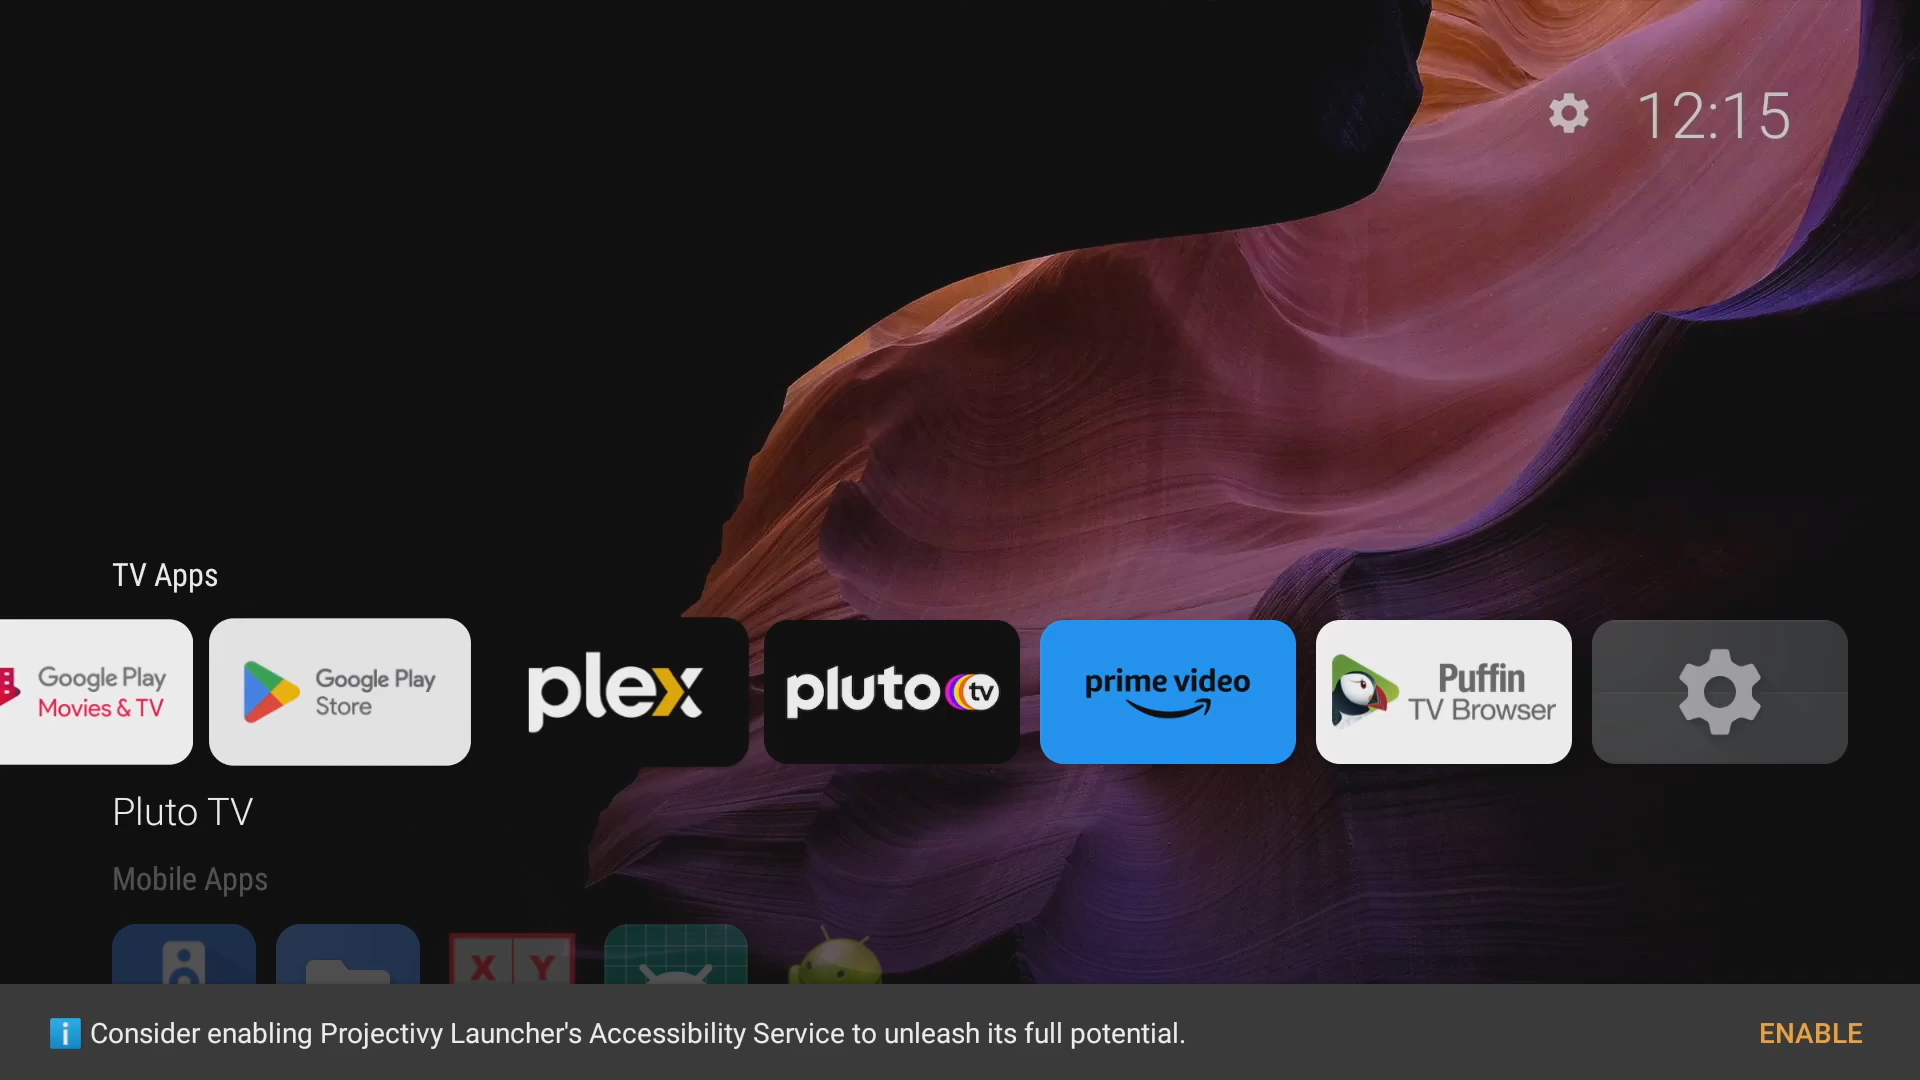 12:15
TV Apps
Google Play
Movies & TV
Google Play
Store
plex
pluto tv
prime video
Puffin
TV Browser
Pluto TV
Mobile Apps
X Y
i Consider enabling Projectivy Launcher's Accessibility Service to unleash its full potential.
ENABLE